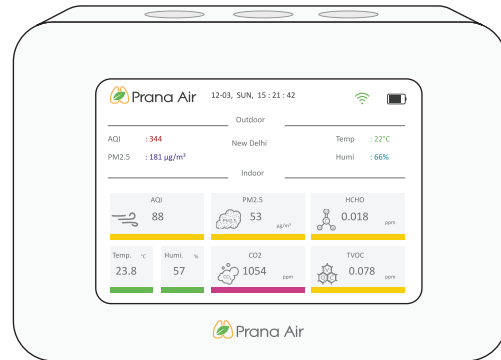 Prana Air 12-03, SUN, 15 : 21 : 42
Outdoor
AQI : 344 New Delhi Temp : 22°C
PM2.5 : 181 µg/m³ Humi : 66%
Indoor
AQI PM2.5 HCHO
88 PM2.5 53 µg/m³ 0.018 ppm
Temp. °C Humi. % CO2 TVOC
23.8 57 CO₂ 1054 ppm V O C 0.078 ppm
Prana Air